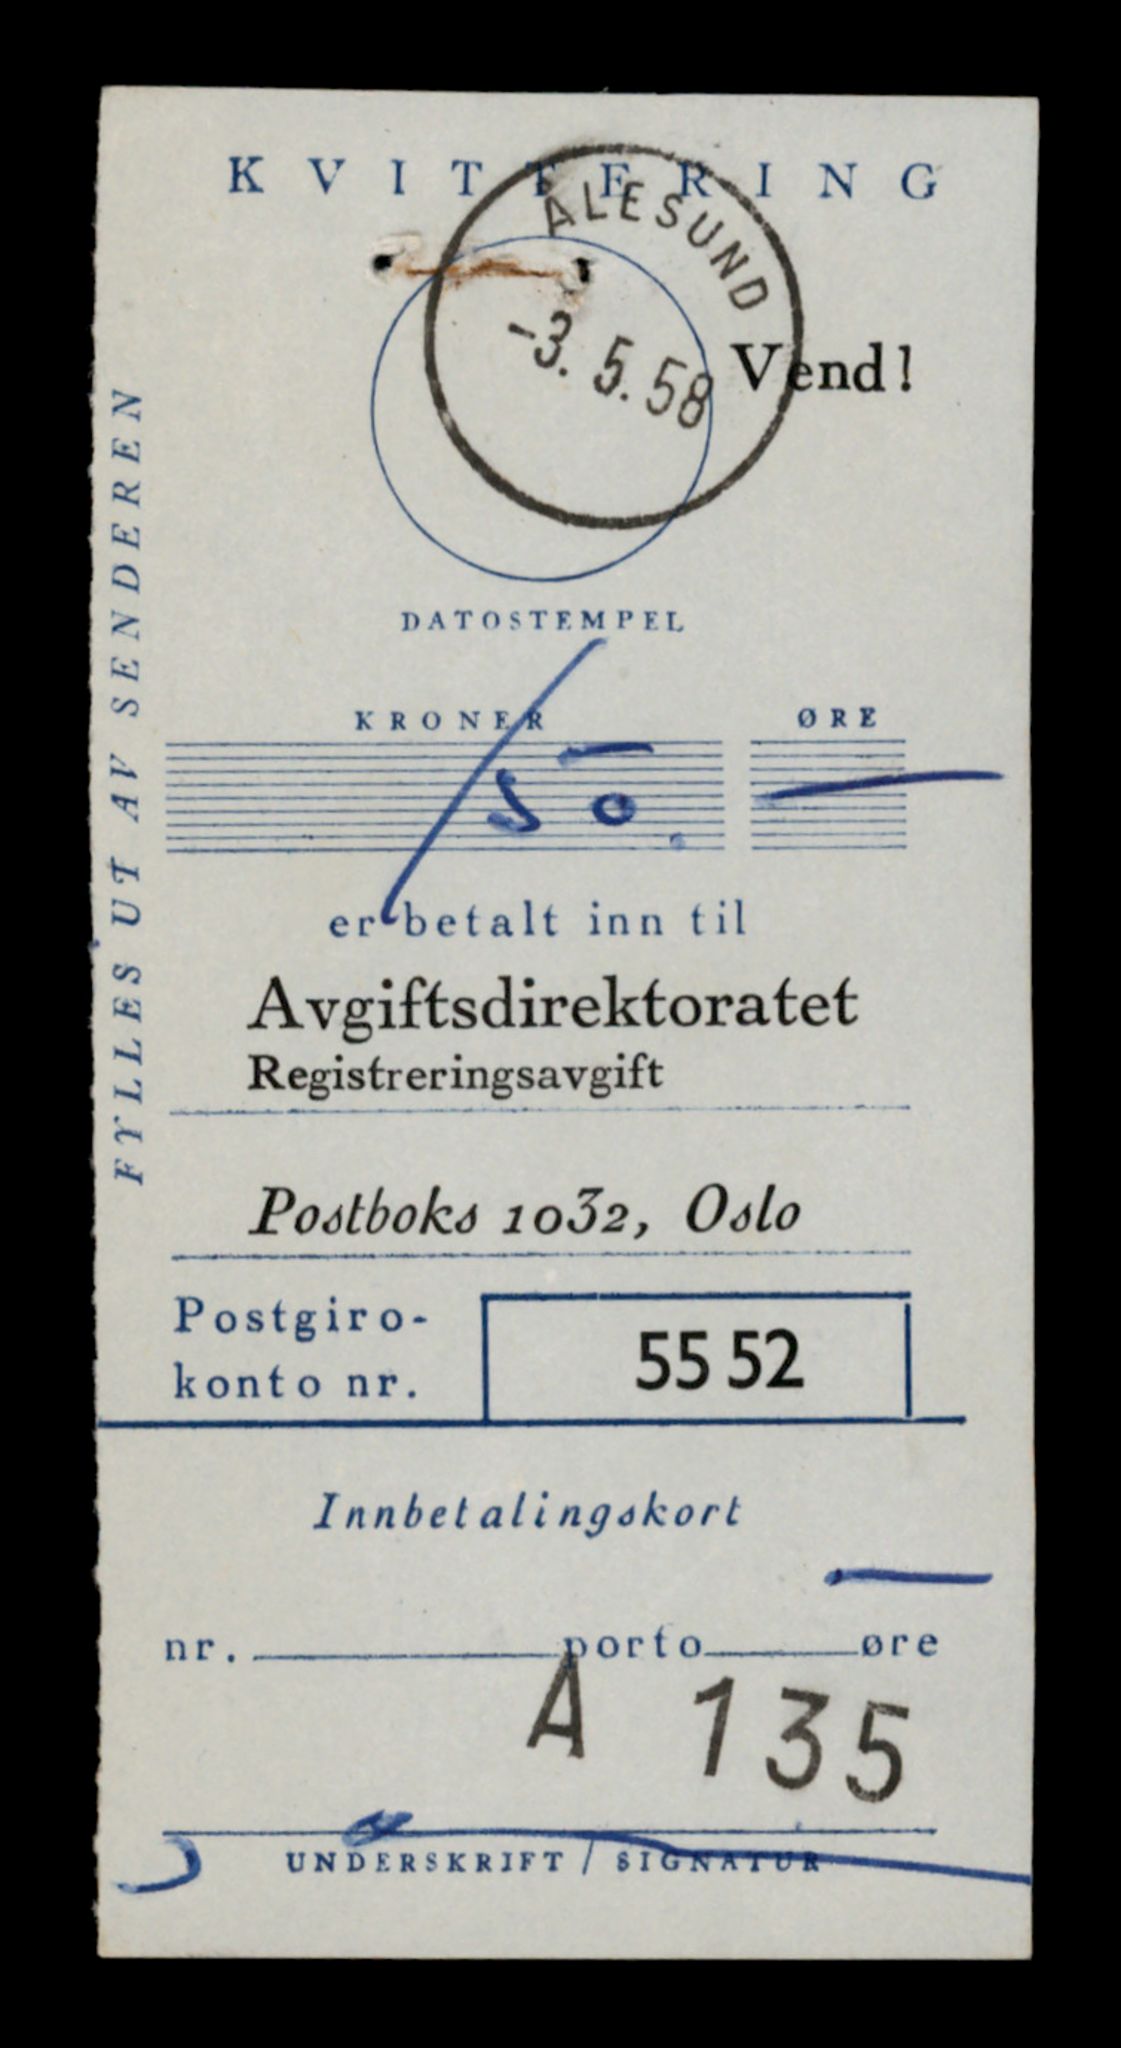 KVITTERING
ÅLESUND
-3. 5. 58
Vend!
DATOSTEMPEL
KRONER ØRE
50. —
er betalt inn til
Avgiftsdirektoratet
Registreringsavgift
Postboks 1032, Oslo
Postgiro-
konto nr.
55 52
Innbetalingskort
nr. porto øre
A 135
UNDERSKRIFT / SIGNATUR
FYLLES UT AV SENDEREN